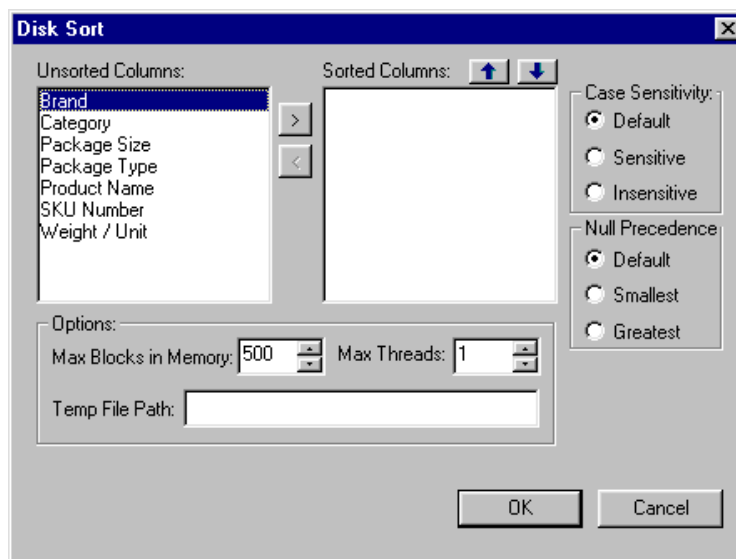 Disk Sort
Unsorted Columns:
Sorted Columns:
Brand
Category
Package Size
Package Type
Product Name
SKU Number
Weight / Unit
>
<
Case Sensitivity:
Default
Sensitive
Insensitive
Null Precedence
Default
Smallest
Greatest
Options:
Max Blocks in Memory: 500 Max Threads: 1
Temp File Path:
OK Cancel